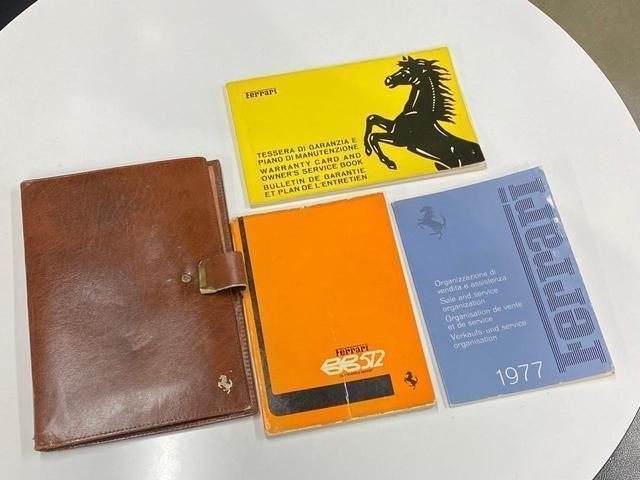 Ferrari
TESSERA DI GARANZIA E
PIANO DI MANUTENZIONE
WARRANTY CARD AND
OWNER'S SERVICE BOOK
BULLETIN DE GARANTIE
ET PLAN DE L'ENTRETIEN
Ferrari
BB 512
Ferrari
Organizzazione di
vendita e assistenza
Sale and service
organization
Organisation de vente
et de service
Verkaufs- und service
organisation
1977